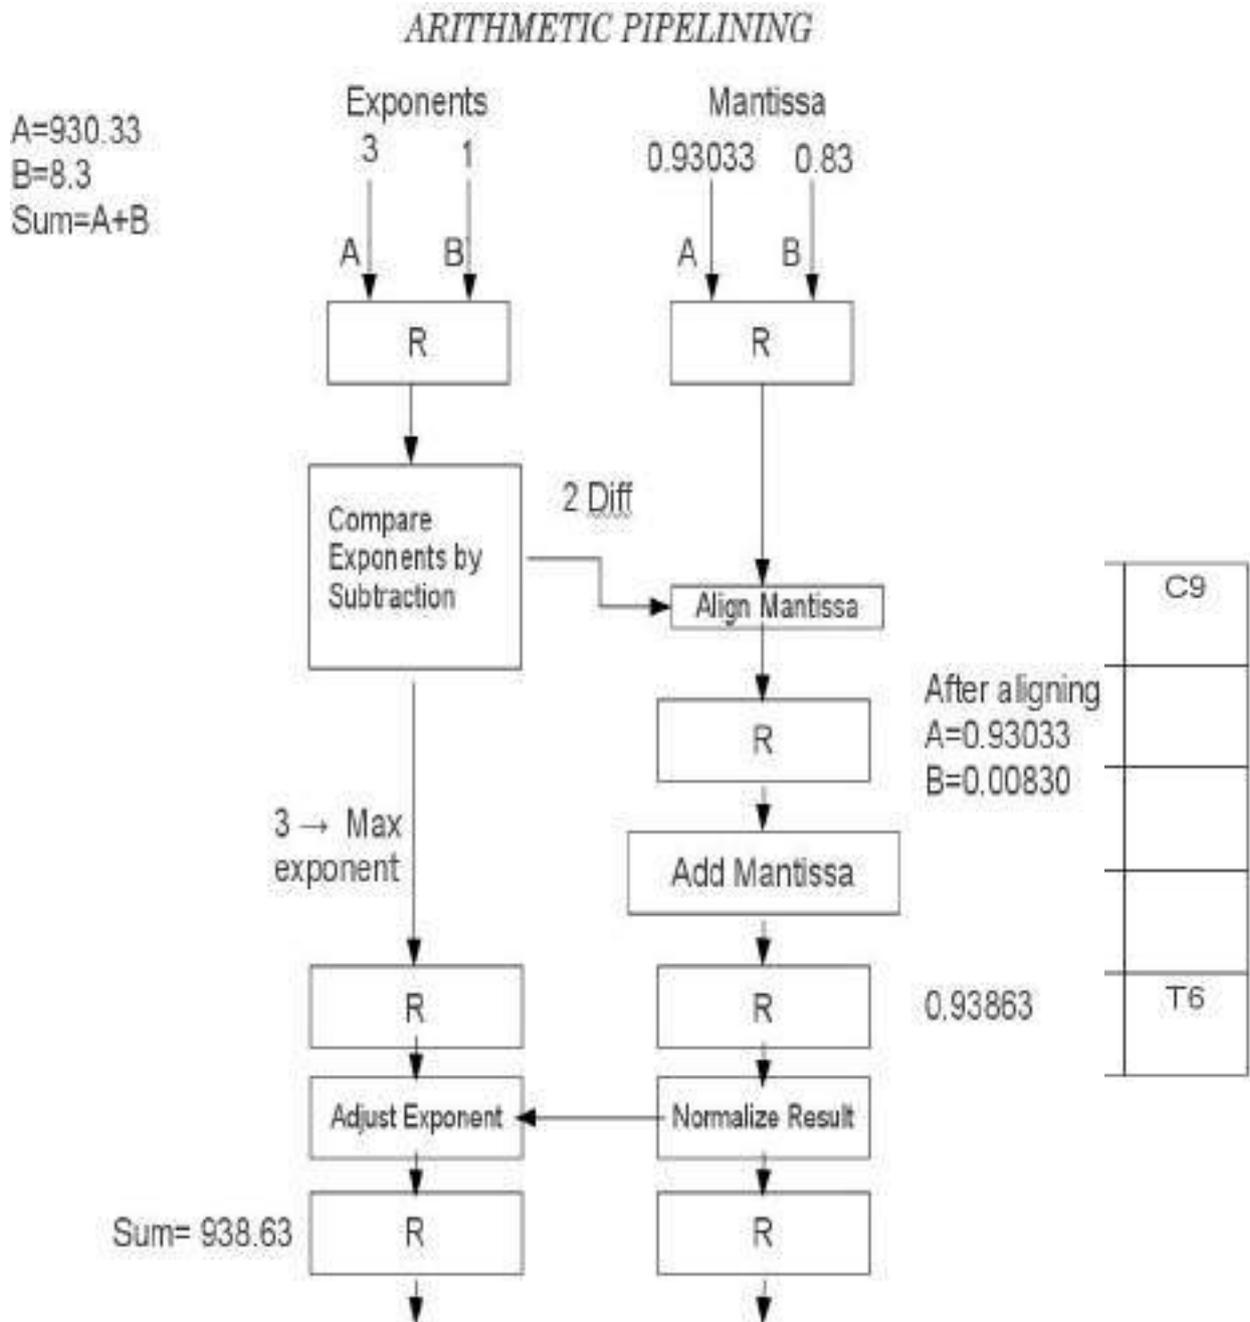 ARITHMETIC PIPELINING
A=930.33
B=8.3
Sum=A+B
Exponents
3 1
A B
R
Mantissa
0.93033 0.83
A B
R
Compare
Exponents by
Subtraction
2 Diff
Align Mantissa
R
After aligning
A=0.93033
B=0.00830
C9
3 → Max
exponent
Add Mantissa
R
R
0.93863
T6
Adjust Exponent
Normalize Result
Sum= 938.63
R
R